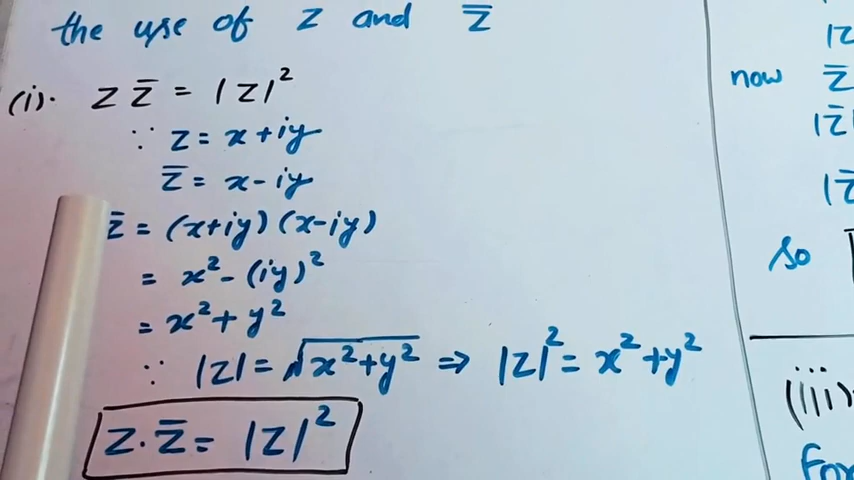 the use of z and z̅
(i). z z̅ = |z|²
∵ z = x+iy
z̅ = x-iy
z̅ = (x+iy) (x-iy)
= x² - (iy)²
= x² + y²
∵ |z| = √(x²+y²) ⇒ |z|² = x²+y²
z · z̅ = |z|²
|z
now z̅
|z̅|
|z̅
so
(iii)
For